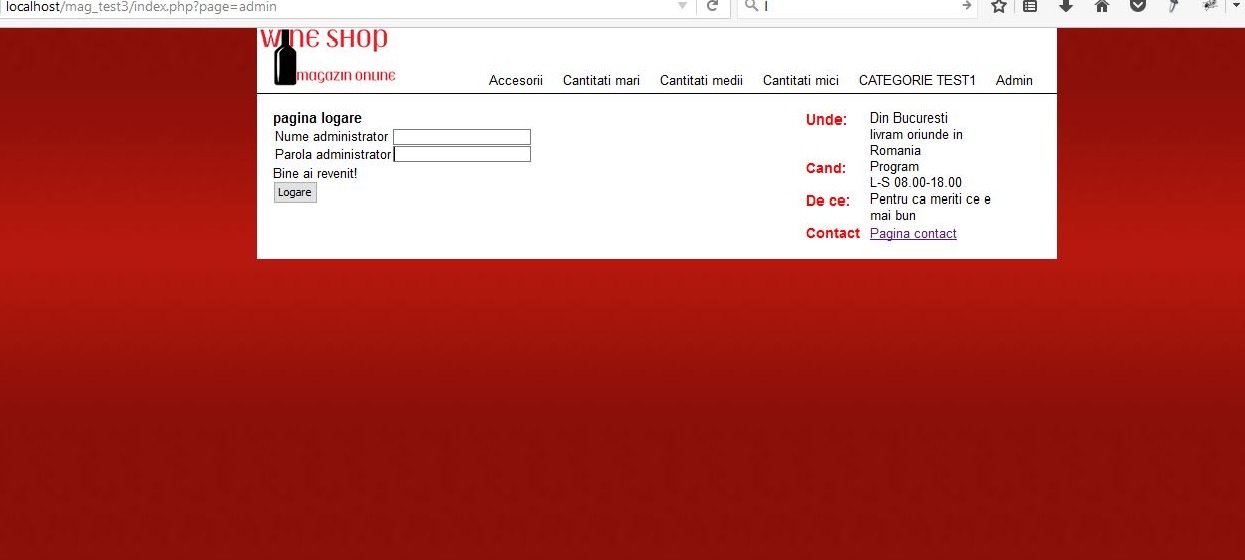 localhost/mag_test3/index.php?page=admin
WINE SHOP
magazin online
Accesorii Cantitati mari Cantitati medii Cantitati mici CATEGORIE TEST1 Admin
pagina logare
Nume administrator
Parola administrator
Bine ai revenit!
Logare
Unde: Din Bucuresti
livram oriunde in
Romania
Cand: Program
L-S 08.00-18.00
De ce: Pentru ca meriti ce e
mai bun
Contact Pagina contact